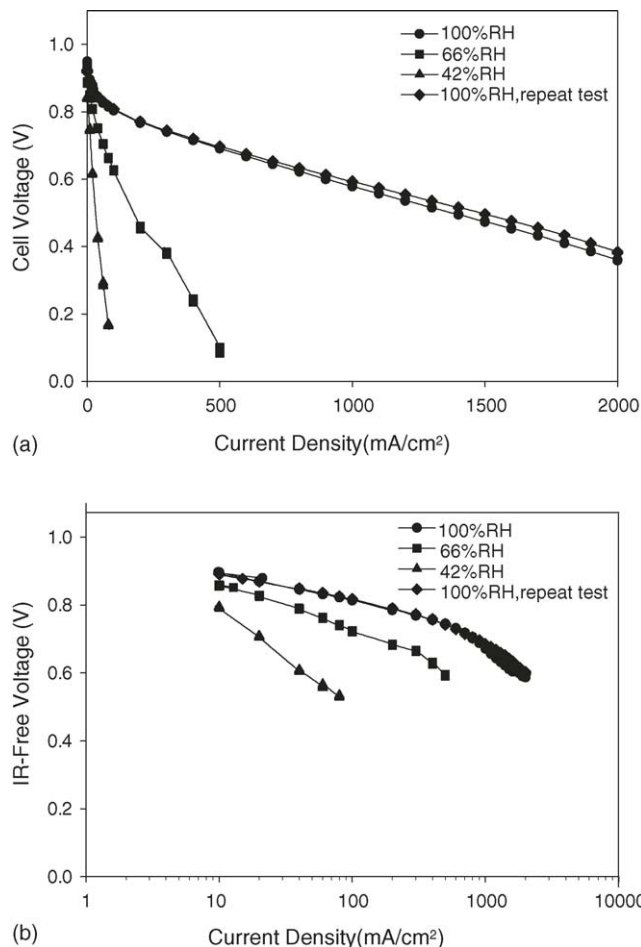 100%RH
66%RH
42%RH
100%RH,repeat test
1.0
0.8
0.6
0.4
0.2
0.0
Cell Voltage (V)
0 500 1000 1500 2000
(a) Current Density(mA/cm²)
100%RH
66%RH
42%RH
100%RH,repeat test
1.0
0.8
0.6
0.4
0.2
0.0
IR-Free Voltage (V)
1 10 100 1000 10000
(b) Current Density(mA/cm²)